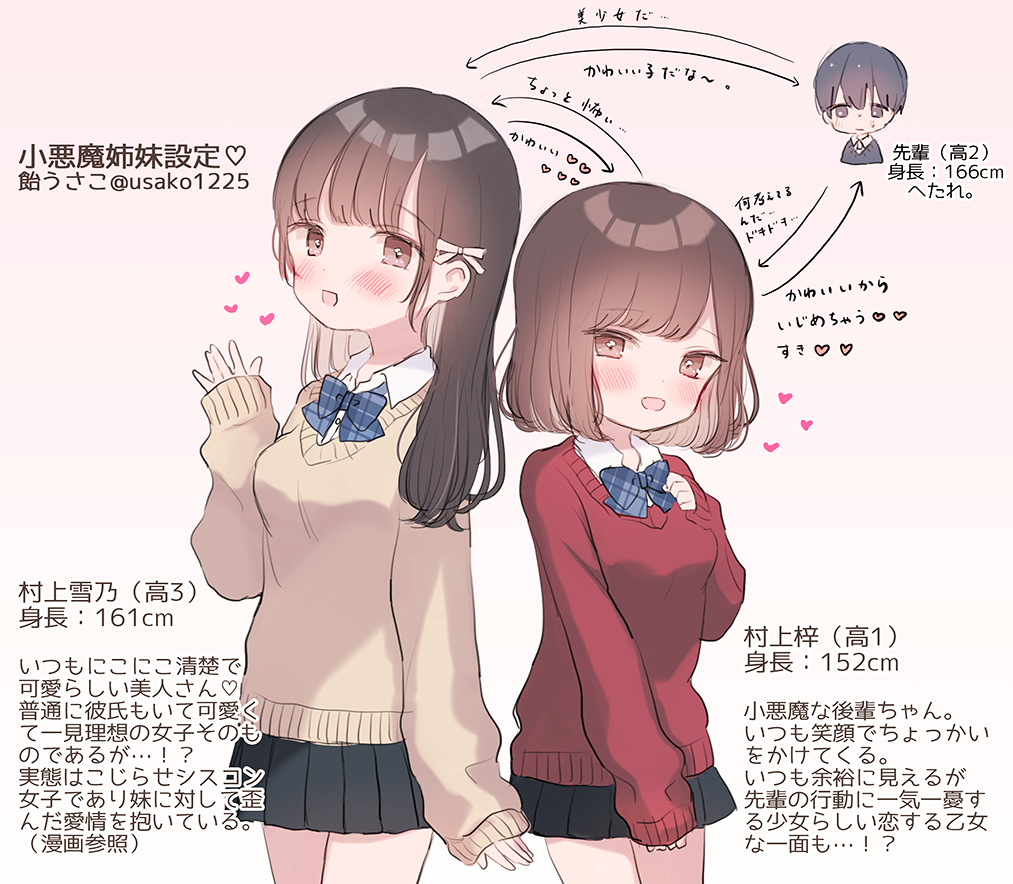 美少女だ…
かわいい子だな〜。
ちょっと怖い…
かわいい♡♡
♡♡♡
小悪魔姉妹設定♡
飴うさこ@usako1225
先輩（高2）
身長：166cm
へたれ。
何考えてる
んだ…
ドキドキ…
かわいいから
いじめちゃう♡♡
すき♡♡
村上雪乃（高3）
身長：161cm
いつもにこにこ清楚で
可愛らしい美人さん♡
普通に彼氏もいて可愛く
て一見理想の女子そのも
のであるが…！？
実態はこじらせシスコン
女子であり妹に対して歪
んだ愛情を抱いている。
（漫画参照）
村上梓（高1）
身長：152cm
小悪魔な後輩ちゃん。
いつも笑顔でちょっかい
をかけてくる。
いつも余裕に見えるが
先輩の行動に一気一憂す
る少女らしい恋する乙女
な一面も…！？